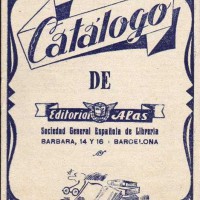 Catálogo
DE
Editorial Alas
Sociedad General Española de Librería
BARBARA, 14 Y 16 - BARCELONA